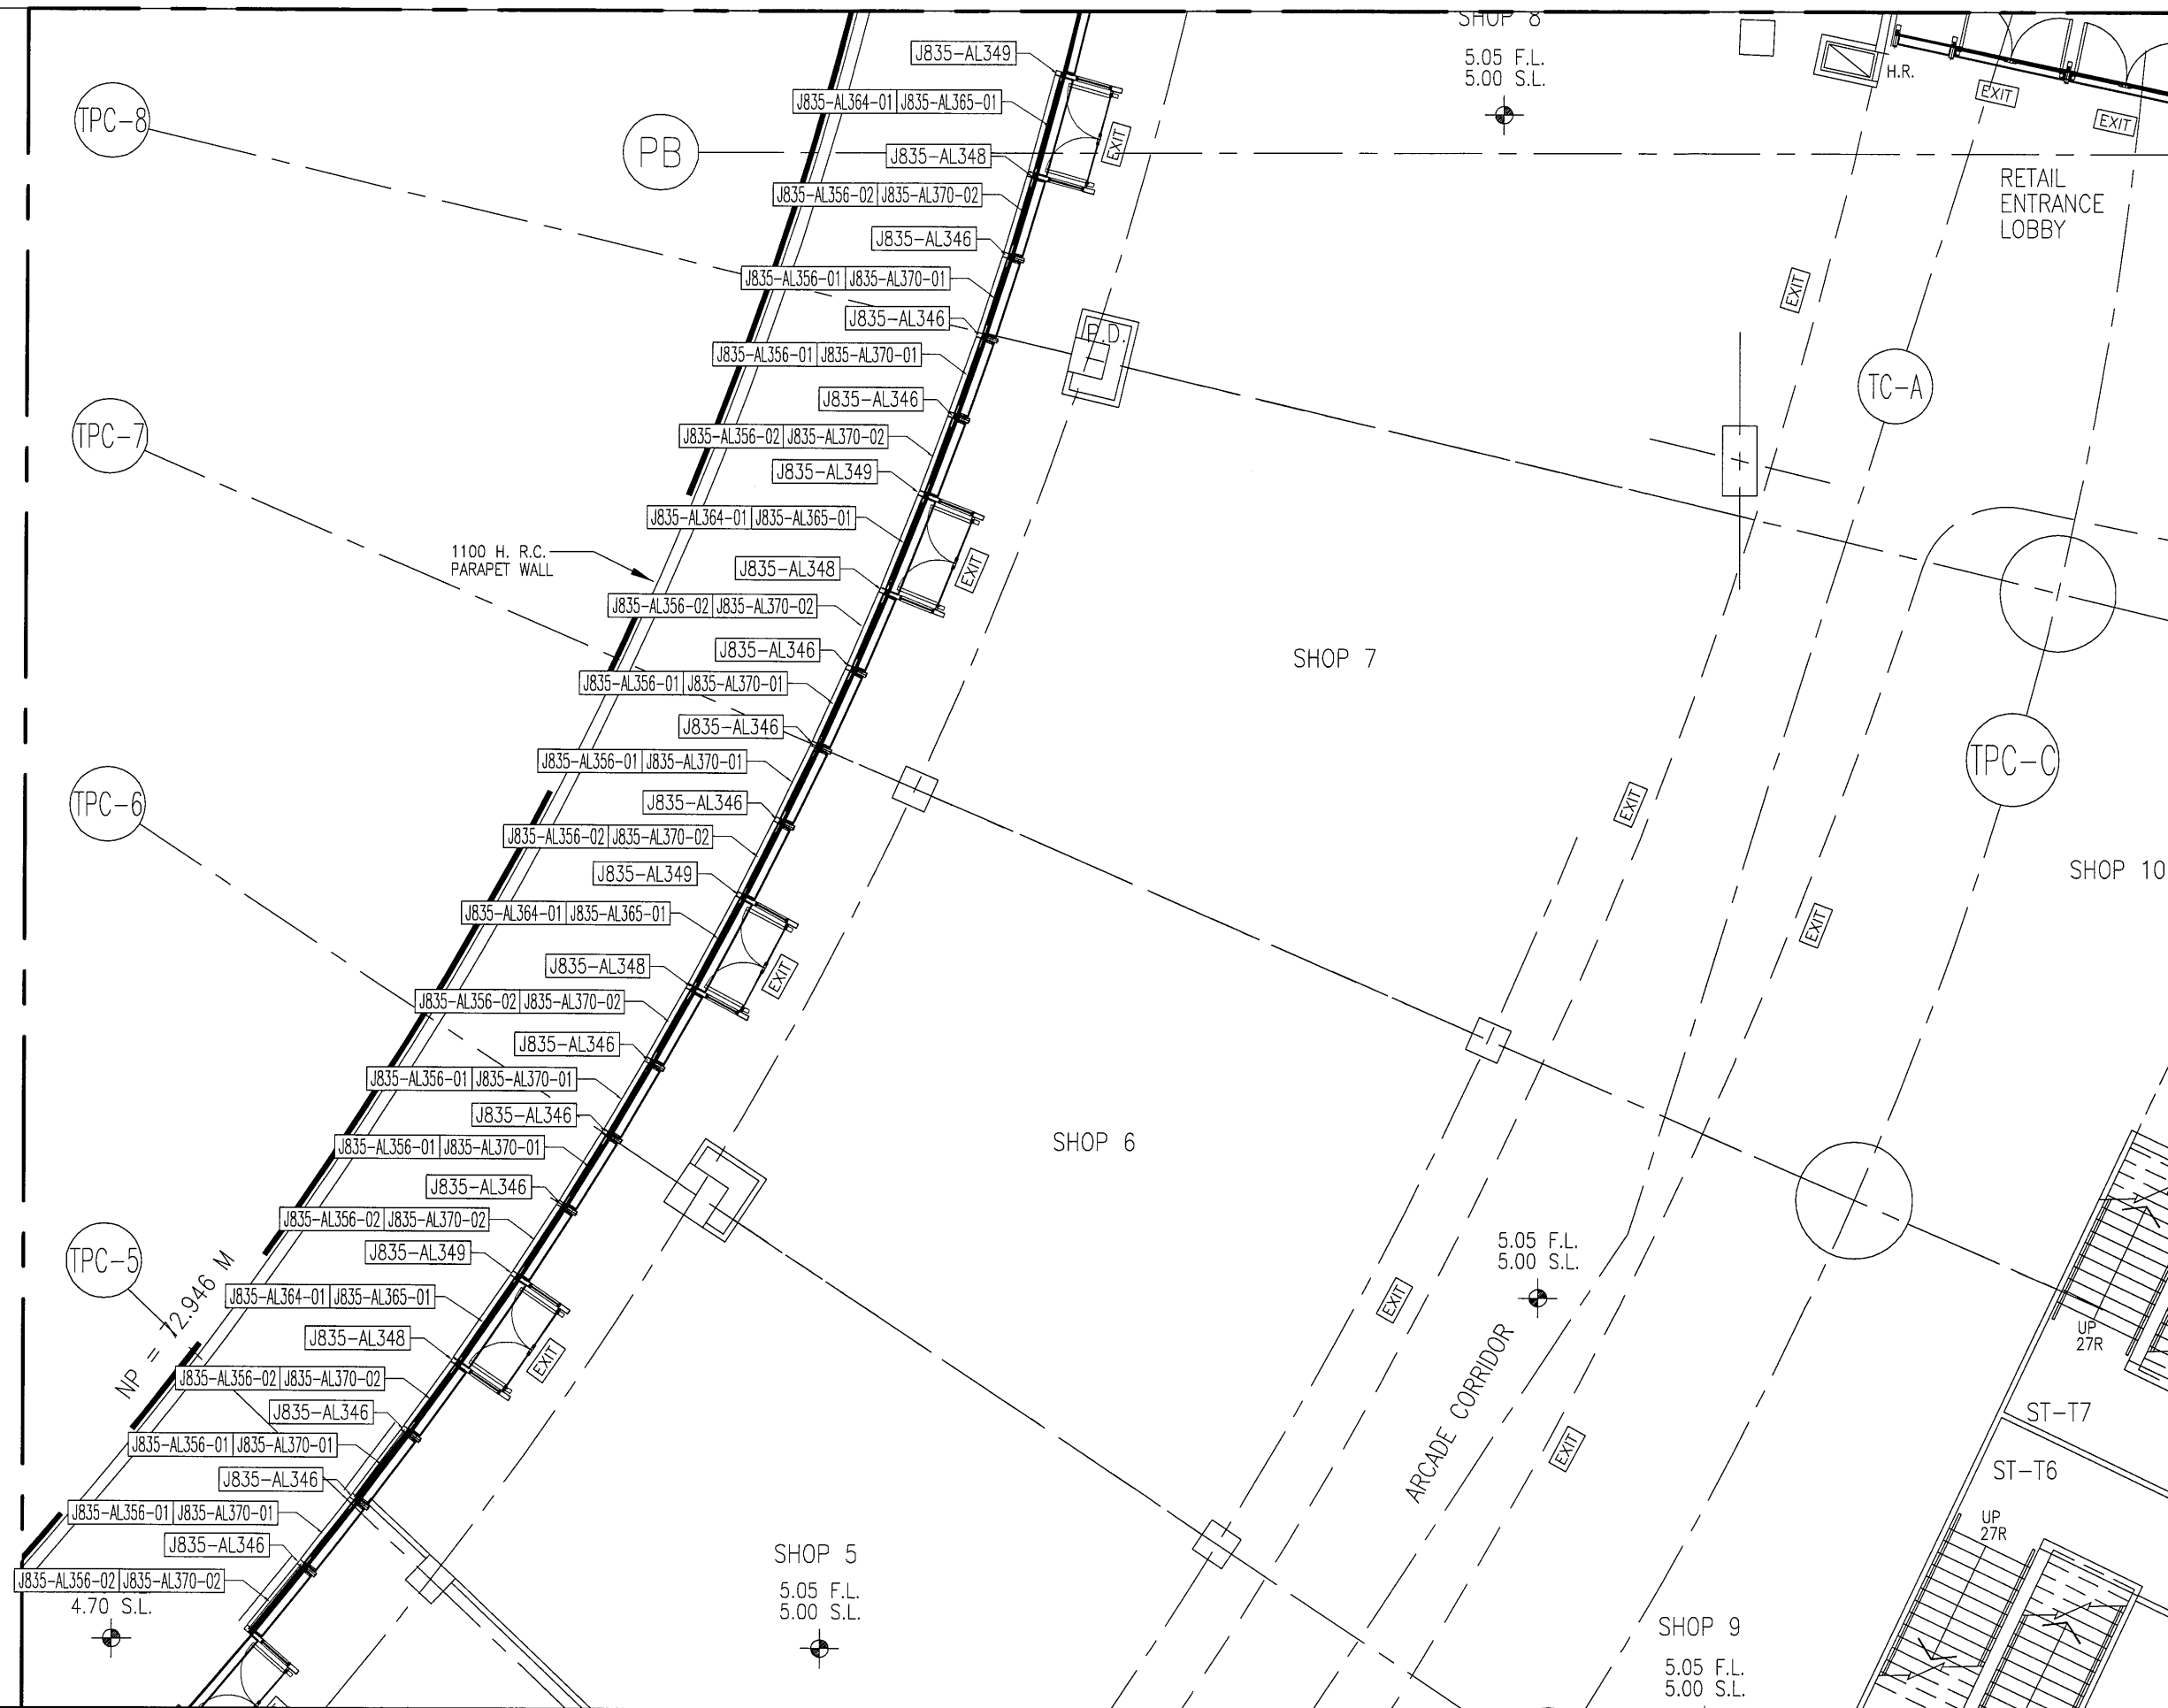 SHOP 8
5.05 F.L.
5.00 S.L.
J835-AL349
H.R.
EXIT
EXIT
TPC-8
J835-AL364-01 J835-AL365-01
PB
J835-AL348
EXIT
RETAIL
ENTRANCE
LOBBY
J835-AL356-02 J835-AL370-02
J835-AL346
J835-AL356-01 J835-AL370-01
EXIT
J835-AL346
P.D.
J835-AL356-01 J835-AL370-01
TC-A
J835-AL346
TPC-7
J835-AL356-02 J835-AL370-02
J835-AL349
J835-AL364-01 J835-AL365-01
1100 H. R.C.
PARAPET WALL
J835-AL348
EXIT
J835-AL356-02 J835-AL370-02
J835-AL346
SHOP 7
J835-AL356-01 J835-AL370-01
J835-AL346
J835-AL356-01 J835-AL370-01
TPC-C
TPC-6
J835-AL346
EXIT
J835-AL356-02 J835-AL370-02
J835-AL349
SHOP 10
J835-AL364-01 J835-AL365-01
EXIT
J835-AL348
EXIT
J835-AL356-02 J835-AL370-02
J835-AL346
J835-AL356-01 J835-AL370-01
J835-AL346
J835-AL356-01 J835-AL370-01
SHOP 6
J835-AL346
J835-AL356-02 J835-AL370-02
J835-AL349
5.05 F.L.
5.00 S.L.
TPC-5
NP = 72.946 M
J835-AL364-01 J835-AL365-01
EXIT
J835-AL348
EXIT
UP
27R
J835-AL356-02 J835-AL370-02
ARCADE CORRIDOR
J835-AL346
ST-T7
J835-AL356-01 J835-AL370-01
EXIT
J835-AL346
ST-T6
J835-AL356-01 J835-AL370-01
UP
27R
J835-AL346
SHOP 5
J835-AL356-02 J835-AL370-02
5.05 F.L.
5.00 S.L.
4.70 S.L.
SHOP 9
5.05 F.L.
5.00 S.L.